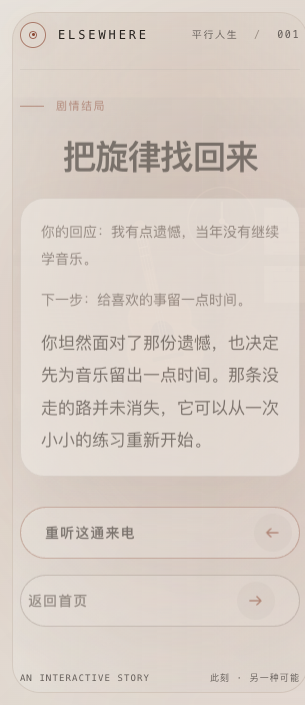 ELSEWHERE 平行人生 / 001
剧情结局
把旋律找回来
你的回应：我有点遗憾，当年没有继续
学音乐。
下一步：给喜欢的事留一点时间。
你坦然面对了那份遗憾，也决定
先为音乐留出一点时间。那条没
走的路并未消失，它可以从一次
小小的练习重新开始。
重听这通来电 ←
返回首页 →
AN INTERACTIVE STORY 此刻 · 另一种可能